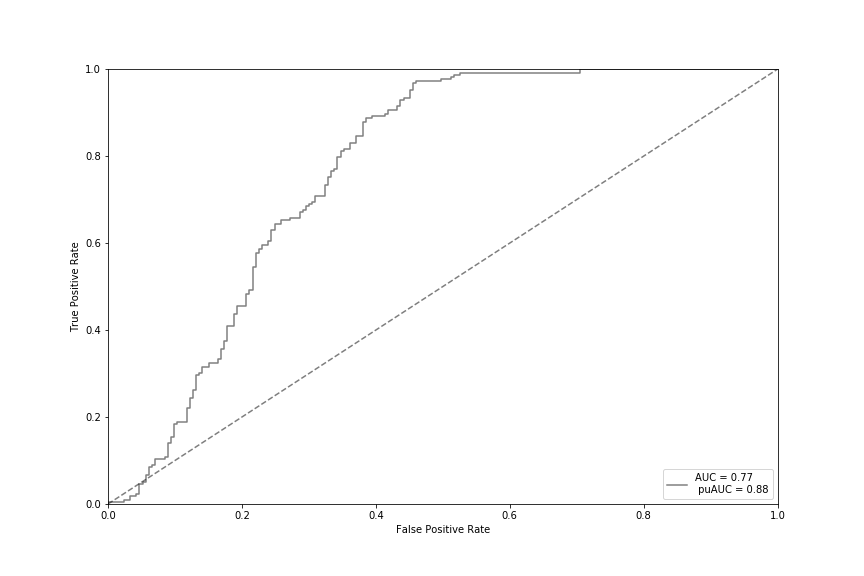 1.0
0.8
0.6
0.4
0.2
0.0
True Positive Rate
0.0 0.2 0.4 0.6 0.8 1.0
False Positive Rate
AUC = 0.77
puAUC = 0.88